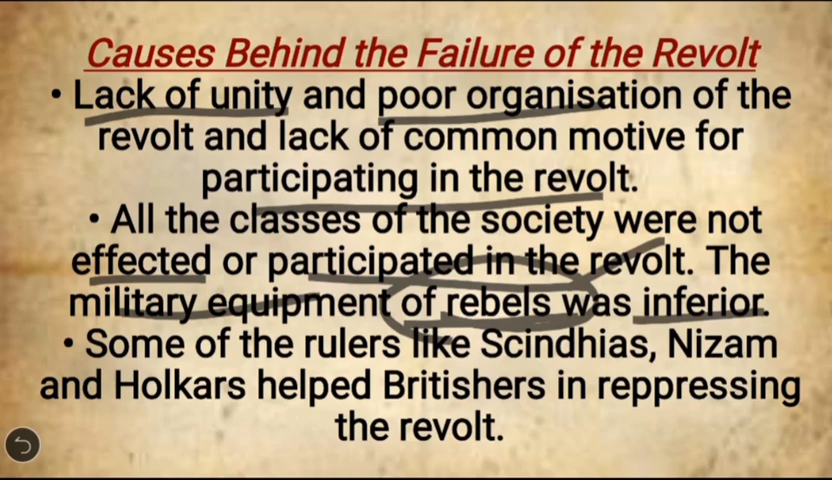 Causes Behind the Failure of the Revolt
• Lack of unity and poor organisation of the
revolt and lack of common motive for
participating in the revolt.
• All the classes of the society were not
effected or participated in the revolt. The
military equipment of rebels was inferior.
• Some of the rulers like Scindhias, Nizam
and Holkars helped Britishers in reppressing
the revolt.